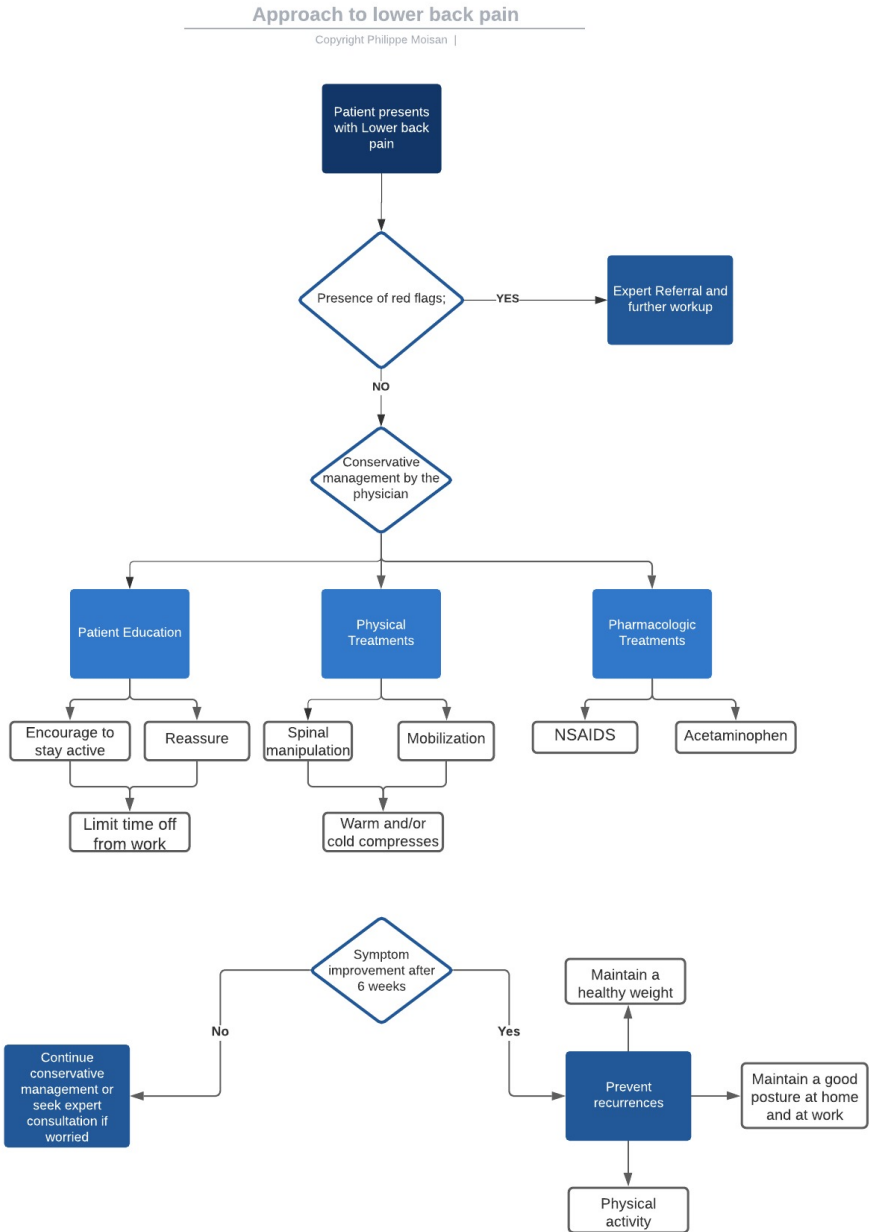 Approach to lower back pain
Copyright Philippe Moisan |
Patient presents
with Lower back
pain
Presence of red flags;
YES
Expert Referral and
further workup
NO
Conservative
management by the
physician
Patient Education
Physical
Treatments
Pharmacologic
Treatments
Encourage to
stay active
Reassure
Spinal
manipulation
Mobilization
NSAIDS
Acetaminophen
Limit time off
from work
Warm and/or
cold compresses
Symptom
improvement after
6 weeks
No
Yes
Maintain a
healthy weight
Continue
conservative
management or
seek expert
consultation if
worried
Prevent
recurrences
Maintain a good
posture at home
and at work
Physical
activity